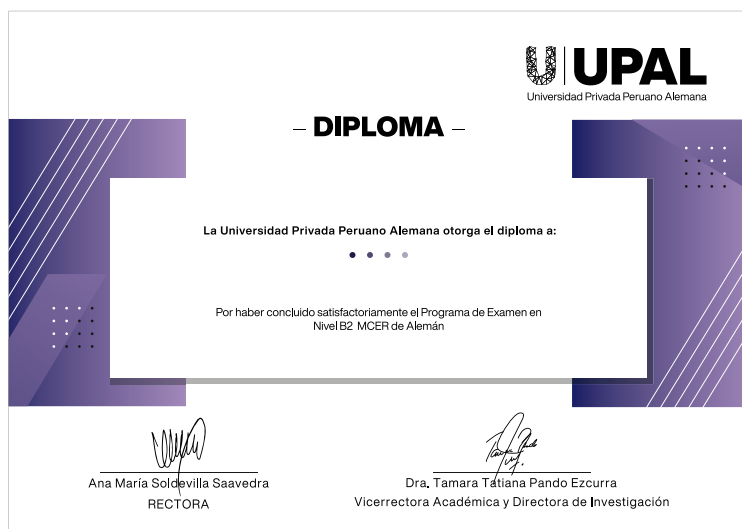 UPAL
Universidad Privada Peruano Alemana
– DIPLOMA –
La Universidad Privada Peruano Alemana otorga el diploma a:
Por haber concluido satisfactoriamente el Programa de Examen en
Nivel B2 MCER de Alemán
Ana María Soldevilla Saavedra
RECTORA
Dra. Tamara Tatiana Pando Ezcurra
Vicerrectora Académica y Directora de Investigación